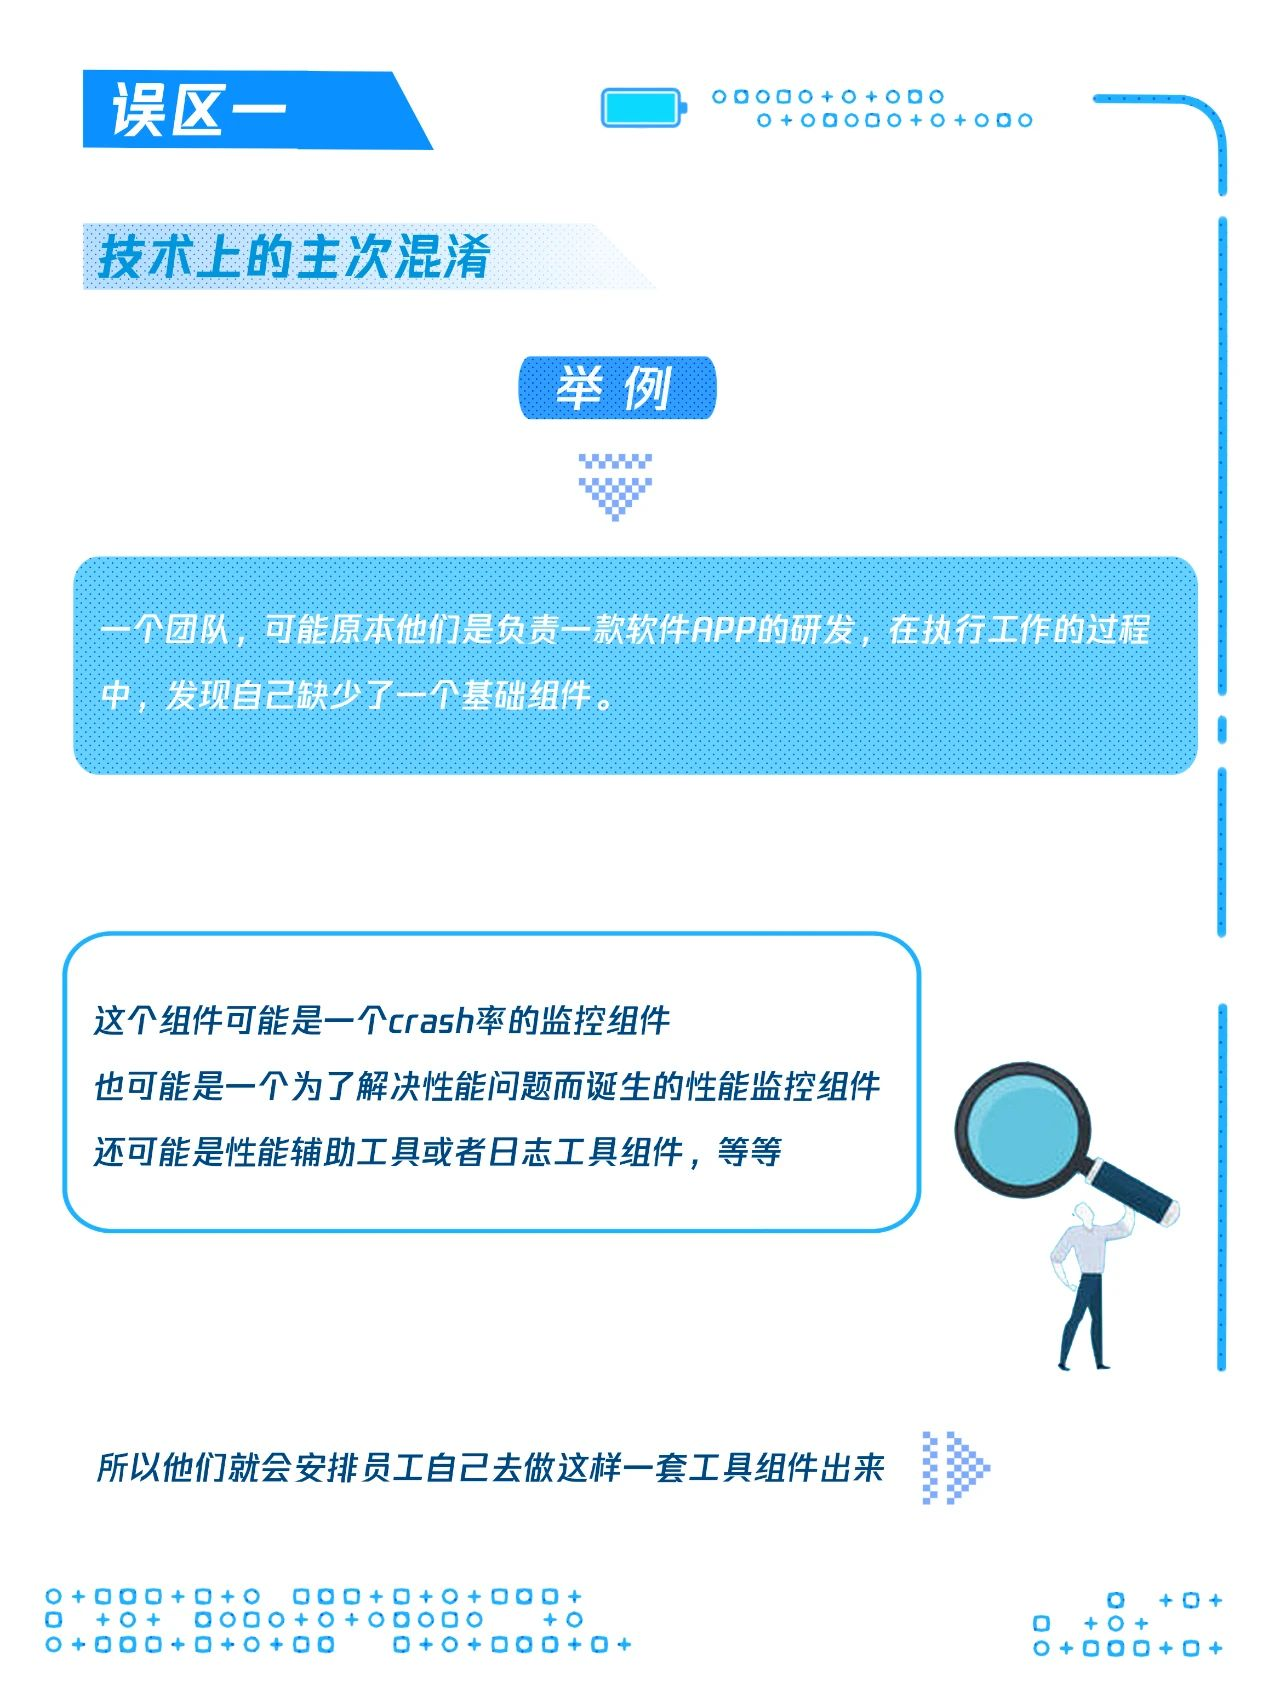 误区一
技术上的主次混淆
举例
一个团队，可能原本他们是负责一款软件APP的研发，在执行工作的过程
中，发现自己缺少了一个基础组件。
这个组件可能是一个crash率的监控组件
也可能是一个为了解决性能问题而诞生的性能监控组件
还可能是性能辅助工具或者日志工具组件，等等
所以他们就会安排员工自己去做这样一套工具组件出来